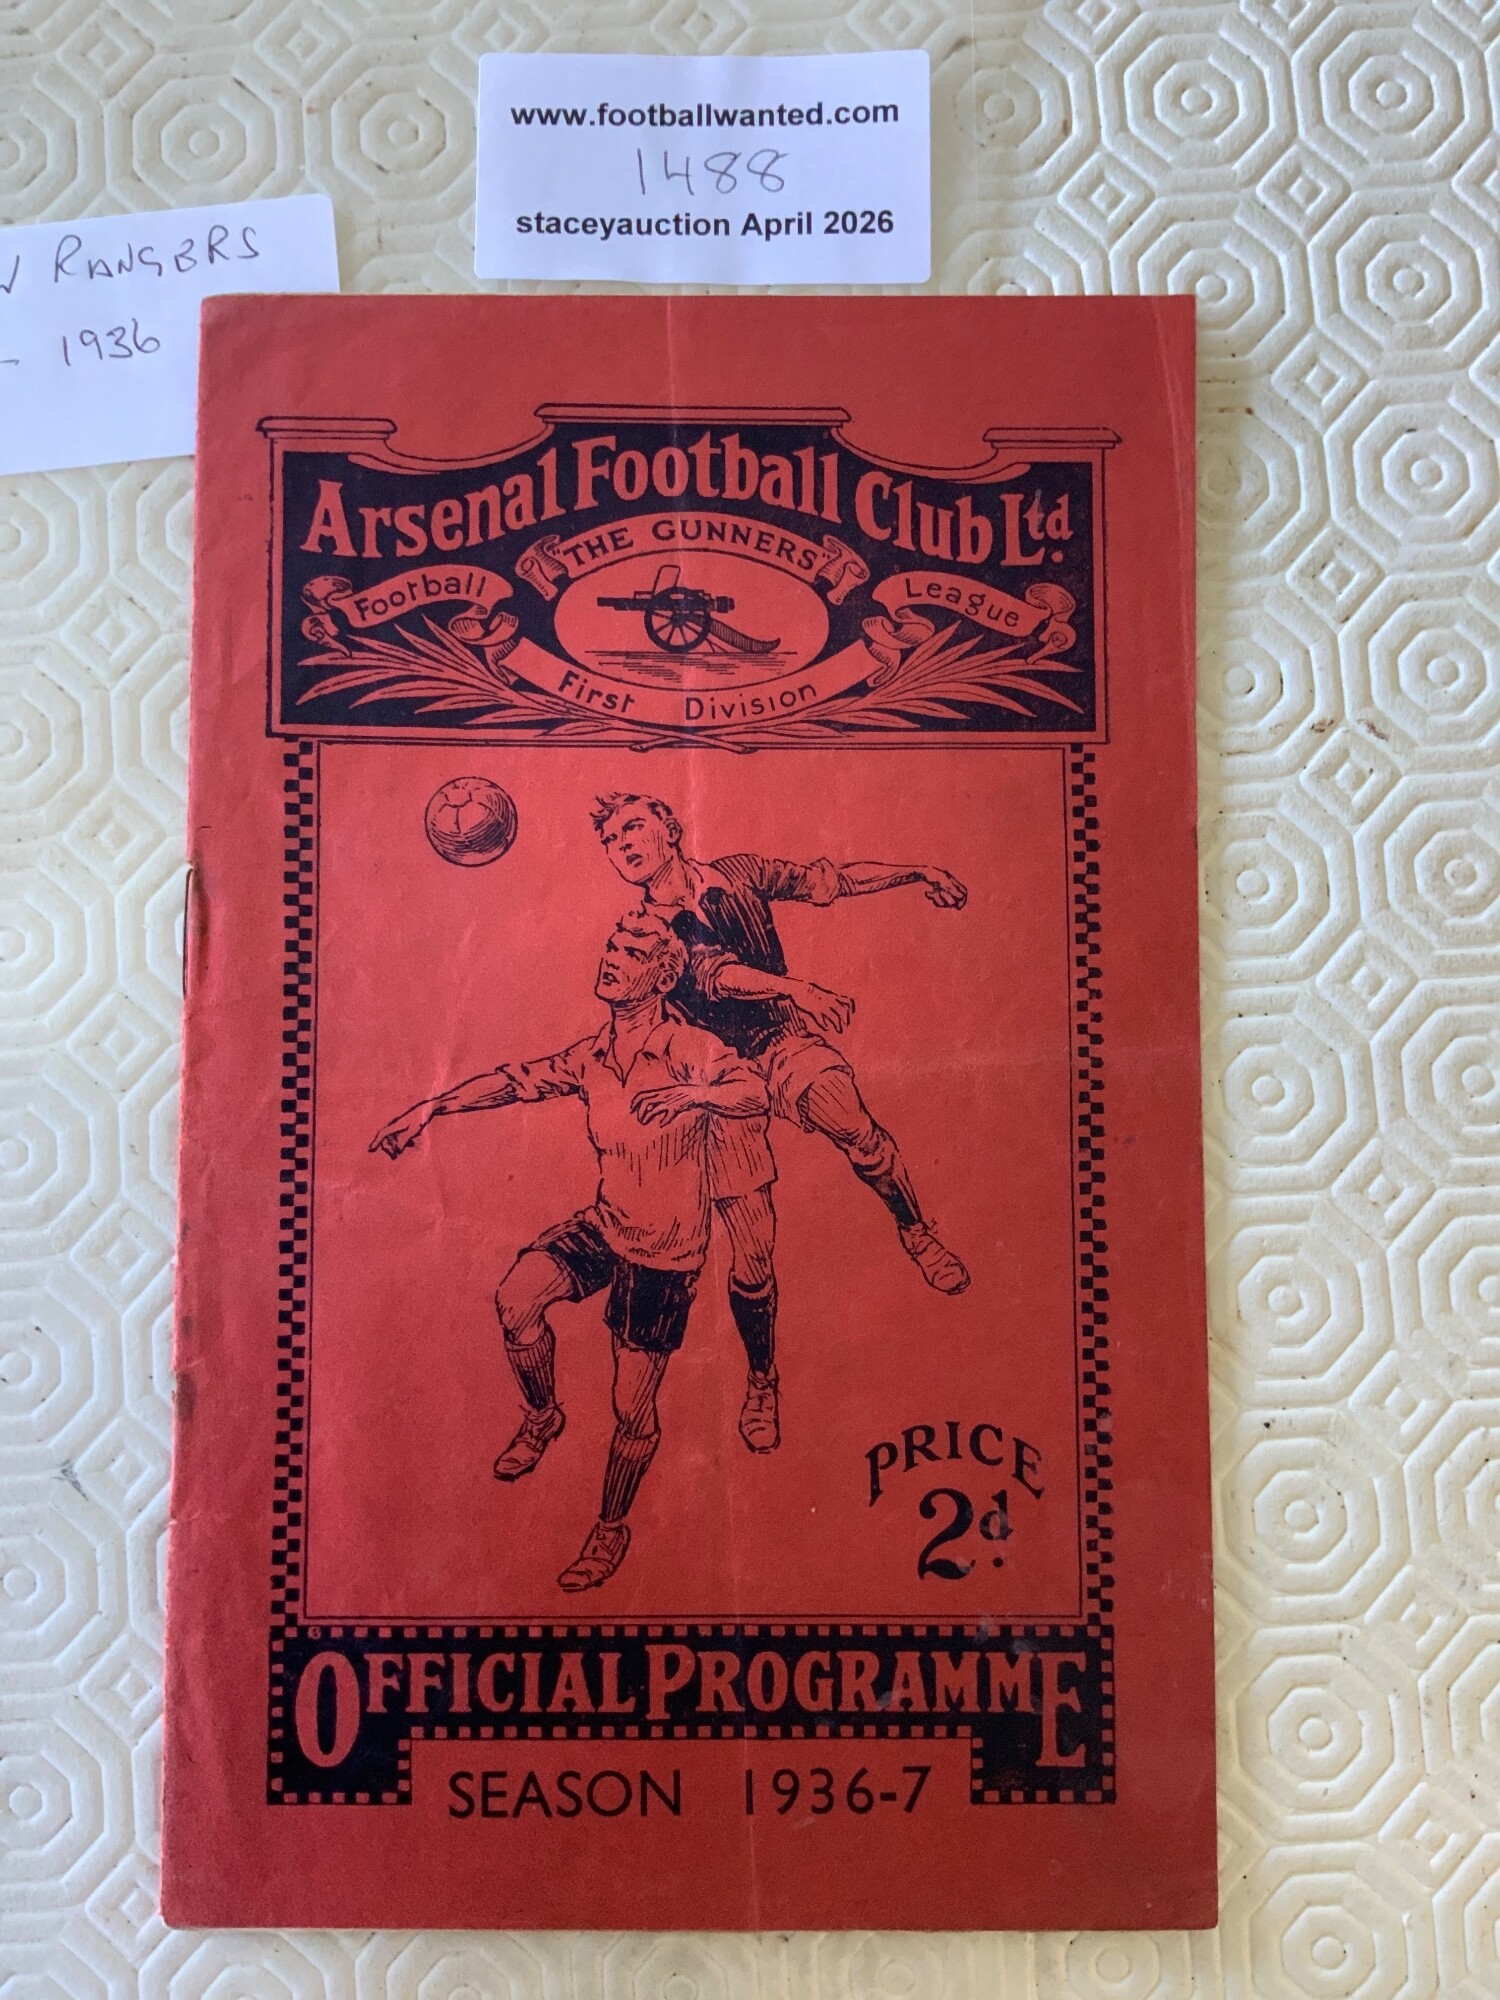 www.footballwanted.com
1488
staceyauction April 2026
RANGERS
- 1936
Arsenal Football Club Ltd.
"THE GUNNERS"
Football League
First Division
PRICE
2d.
OFFICIAL PROGRAMME
SEASON 1936-7